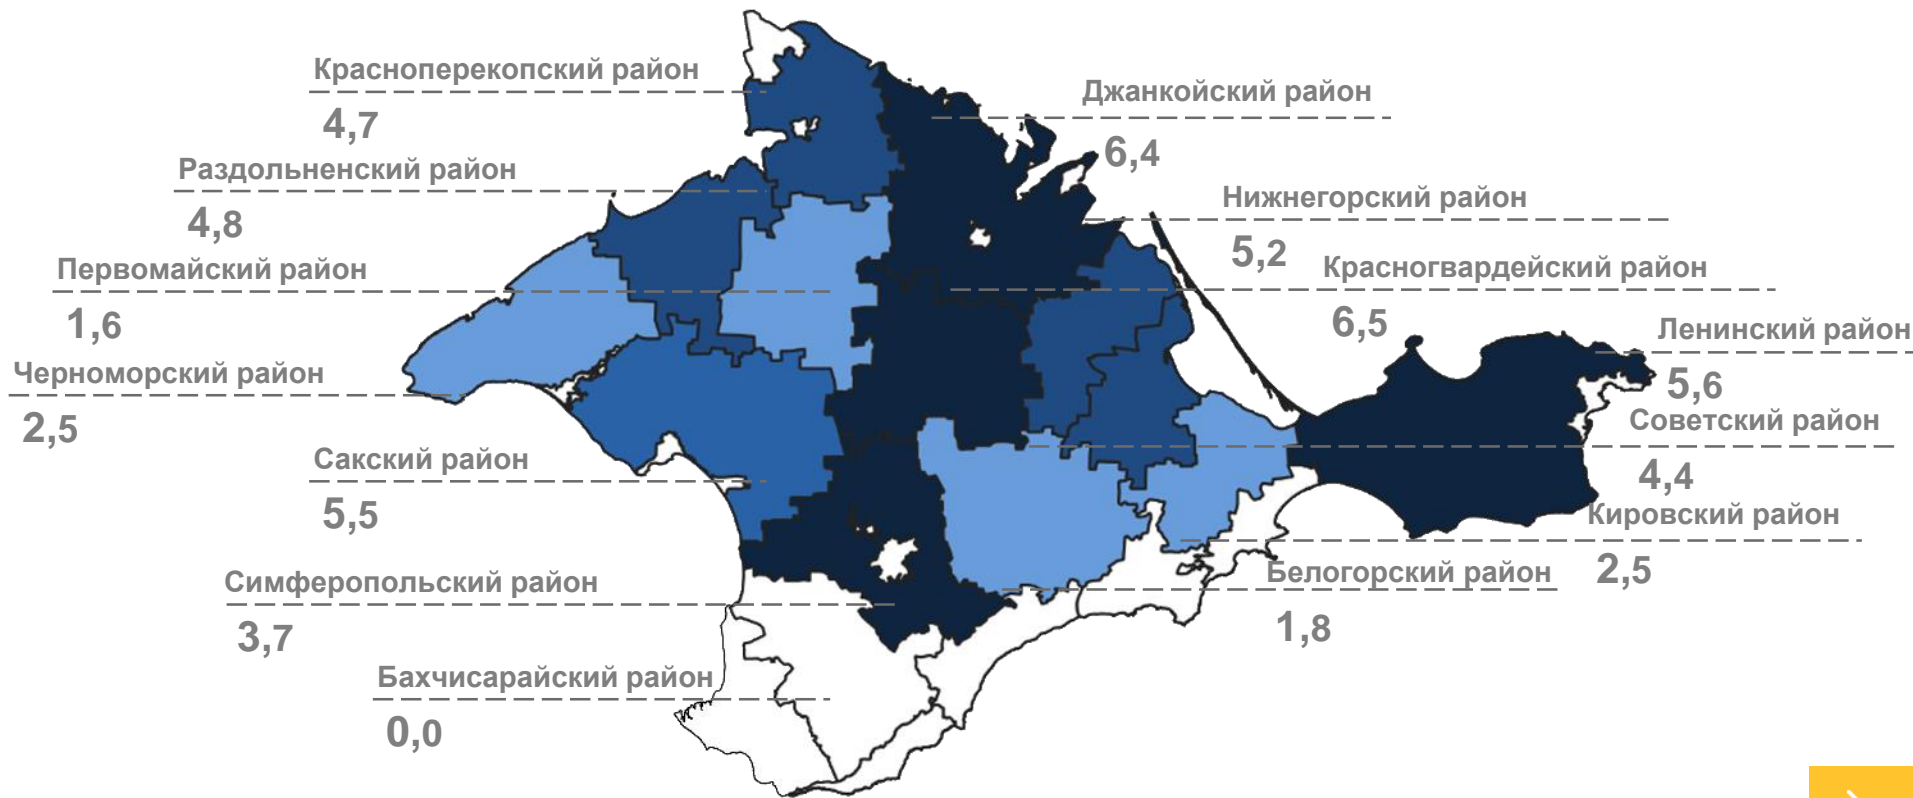 Красноперекопский район
4,7
Джанкойский район
6,4
Раздольненский район
4,8
Нижнегорский район
5,2
Первомайский район
1,6
Красногвардейский район
6,5
Ленинский район
5,6
Черноморский район
2,5
Советский район
4,4
Сакский район
5,5
Кировский район
2,5
Белогорский район
1,8
Симферопольский район
3,7
Бахчисарайский район
0,0